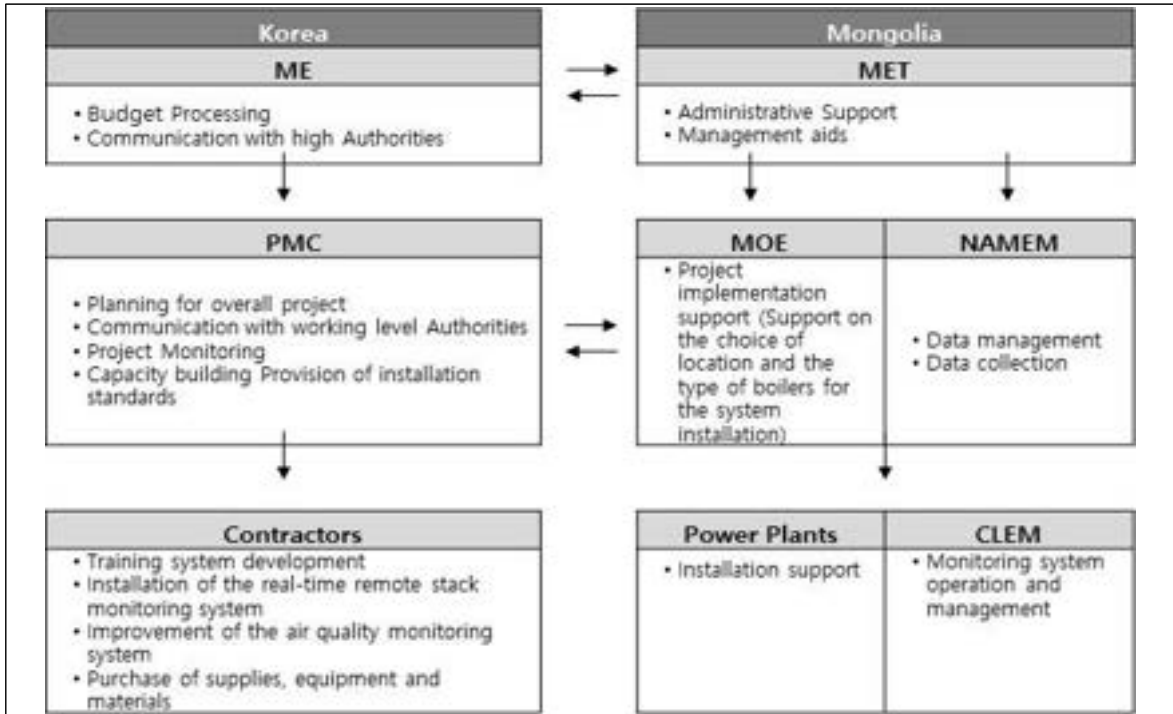 Korea
ME
• Budget Processing
• Communication with high Authorities
Mongolia
MET
• Administrative Support
• Management aids
PMC
• Planning for overall project
• Communication with working level Authorities
• Project Monitoring
• Capacity building Provision of installation
standards
MOE
• Project
implementation
support (Support on
the choice of
location and the
type of boilers for
the system
installation)
NAMEM
• Data management
• Data collection
Contractors
• Training system development
• Installation of the real-time remote stack
monitoring system
• Improvement of the air quality monitoring
system
• Purchase of supplies, equipment and
materials
Power Plants
• Installation support
CLEM
• Monitoring system
operation and
management